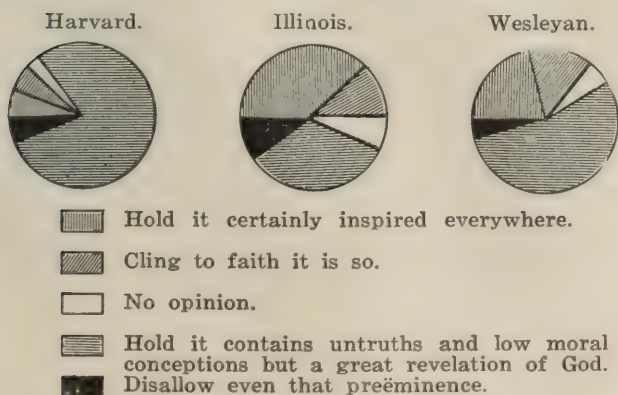 Harvard. Illinois. Wesleyan.
Hold it certainly inspired everywhere.
Cling to faith it is so.
No opinion.
Hold it contains untruths and low moral
conceptions but a great revelation of God.
Disallow even that preëminence.